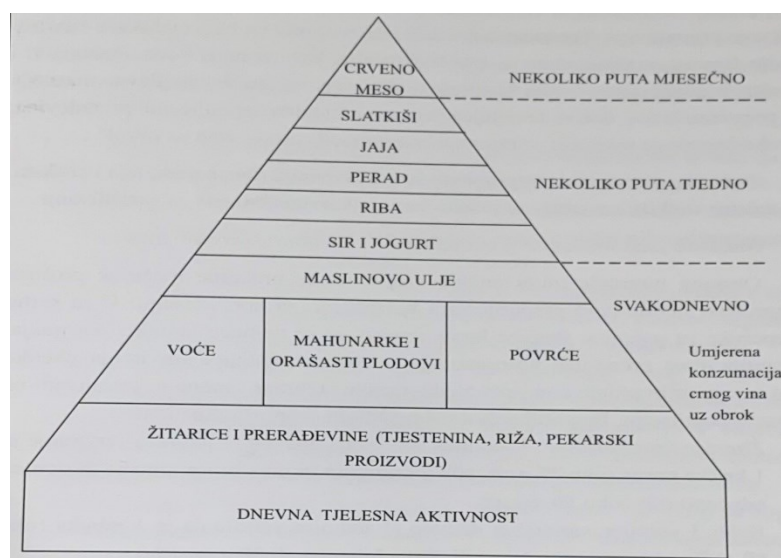 CRVENO
MESO
NEKOLIKO PUTA MJESEČNO
SLATKIŠI
JAJA
PERAD
NEKOLIKO PUTA TJEDNO
RIBA
SIR I JOGURT
MASLINOVO ULJE
SVAKODNEVNO
VOĆE
MAHUNARKE I
ORAŠASTI PLODOVI
POVRĆE
Umjerena
konzumacija
crnog vina
uz obrok
ŽITARICE I PRERAĐEVINE (TJESTENINA, RIŽA, PEKARSKI
PROIZVODI)
DNEVNA TJELESNA AKTIVNOST